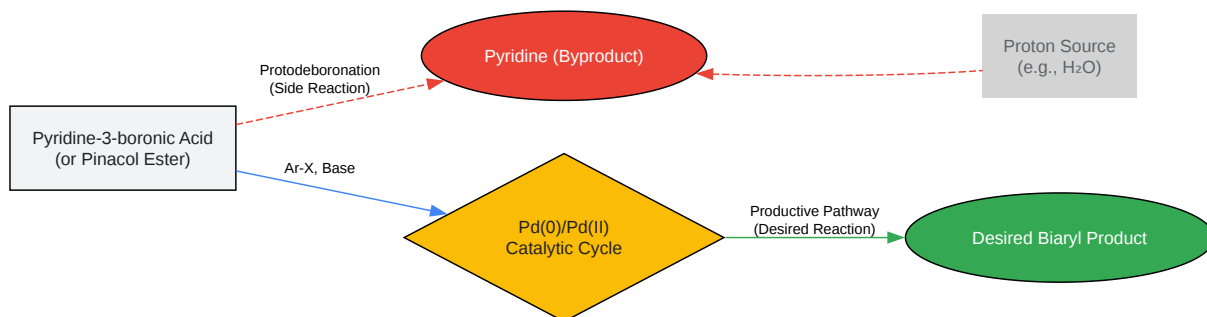 Pyridine (Byproduct)
Proton Source
(e.g., H₂O)
Protodeboronation
(Side Reaction)
Pyridine-3-boronic Acid
(or Pinacol Ester)
Ar-X, Base
Pd(0)/Pd(II)
Catalytic Cycle
Productive Pathway
(Desired Reaction)
Desired Biaryl Product